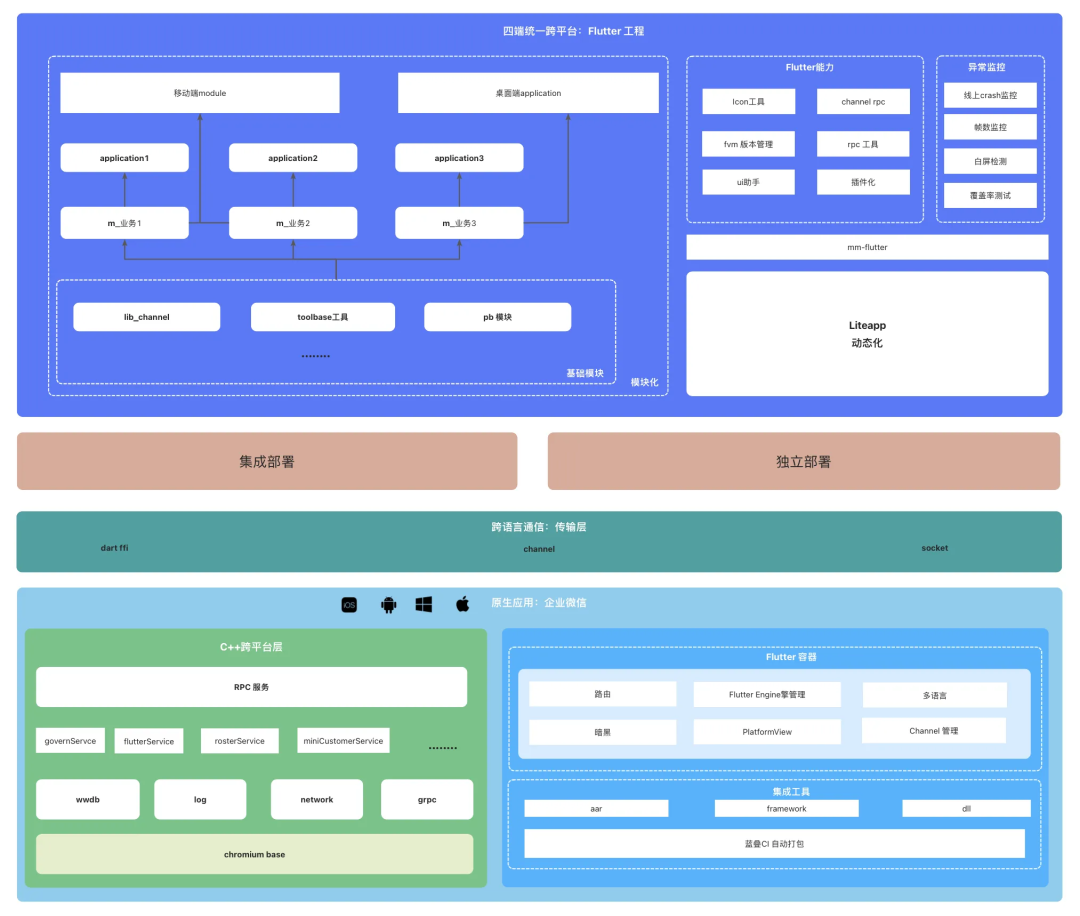 四端统一跨平台：Flutter 工程
移动端module
桌面端application
application1
application2
application3
m_业务1
m_业务2
m_业务3
lib_channel
toolbase工具
pb 模块
........
基础模块
模块化
Flutter能力
Icon工具
channel rpc
fvm 版本管理
rpc 工具
ui助手
插件化
异常监控
线上crash监控
帧数监控
白屏检测
覆盖率测试
mm-flutter
Liteapp
动态化
集成部署
独立部署
跨语言通信：传输层
dart ffi
channel
socket
iOS
原生应用：企业微信
C++跨平台层
RPC 服务
governServce
flutterService
rosterService
miniCustomerService
........
wwdb
log
network
grpc
chromium base
Flutter 容器
路由
Flutter Engine擎管理
多语言
暗黑
PlatformView
Channel 管理
集成工具
aar
framework
dll
蓝叠CI 自动打包